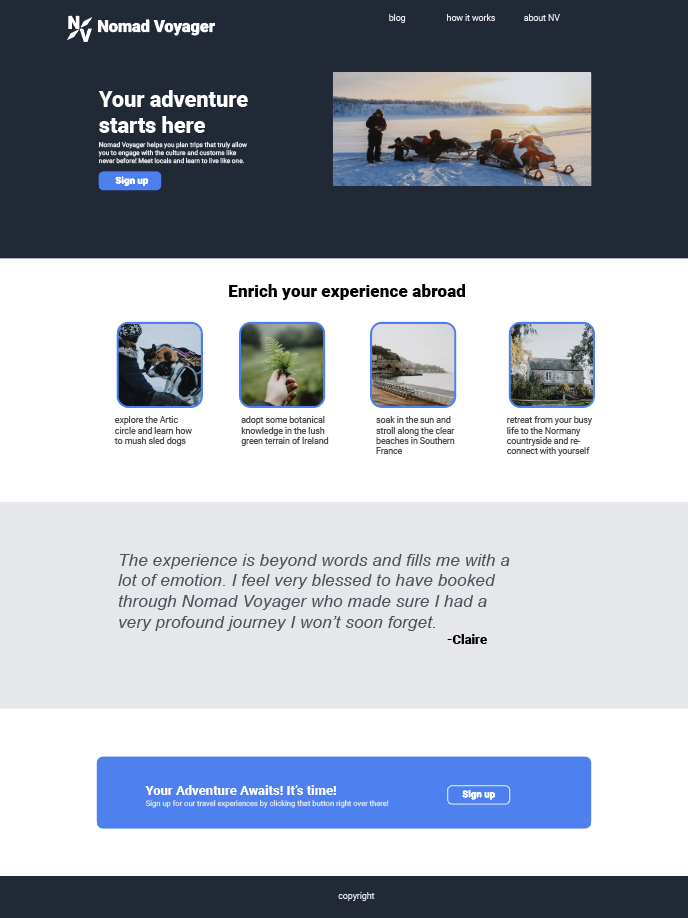 NV Nomad Voyager
blog how it works about NV
Your adventure
starts here
Nomad Voyager helps you plan trips that truly allow
you to engage with the culture and customs like
never before! Meet locals and learn to live like one.
Sign up
Enrich your experience abroad
explore the Artic
circle and learn how
to mush sled dogs
adopt some botanical
knowledge in the lush
green terrain of Ireland
soak in the sun and
stroll along the clear
beaches in Southern
France
retreat from your busy
life to the Normany
countryside and re-
connect with yourself
The experience is beyond words and fills me with a
lot of emotion. I feel very blessed to have booked
through Nomad Voyager who made sure I had a
very profound journey I won’t soon forget.
-Claire
Your Adventure Awaits! It’s time!
Sign up for our travel experiences by clicking that button right over there!
Sign up
copyright